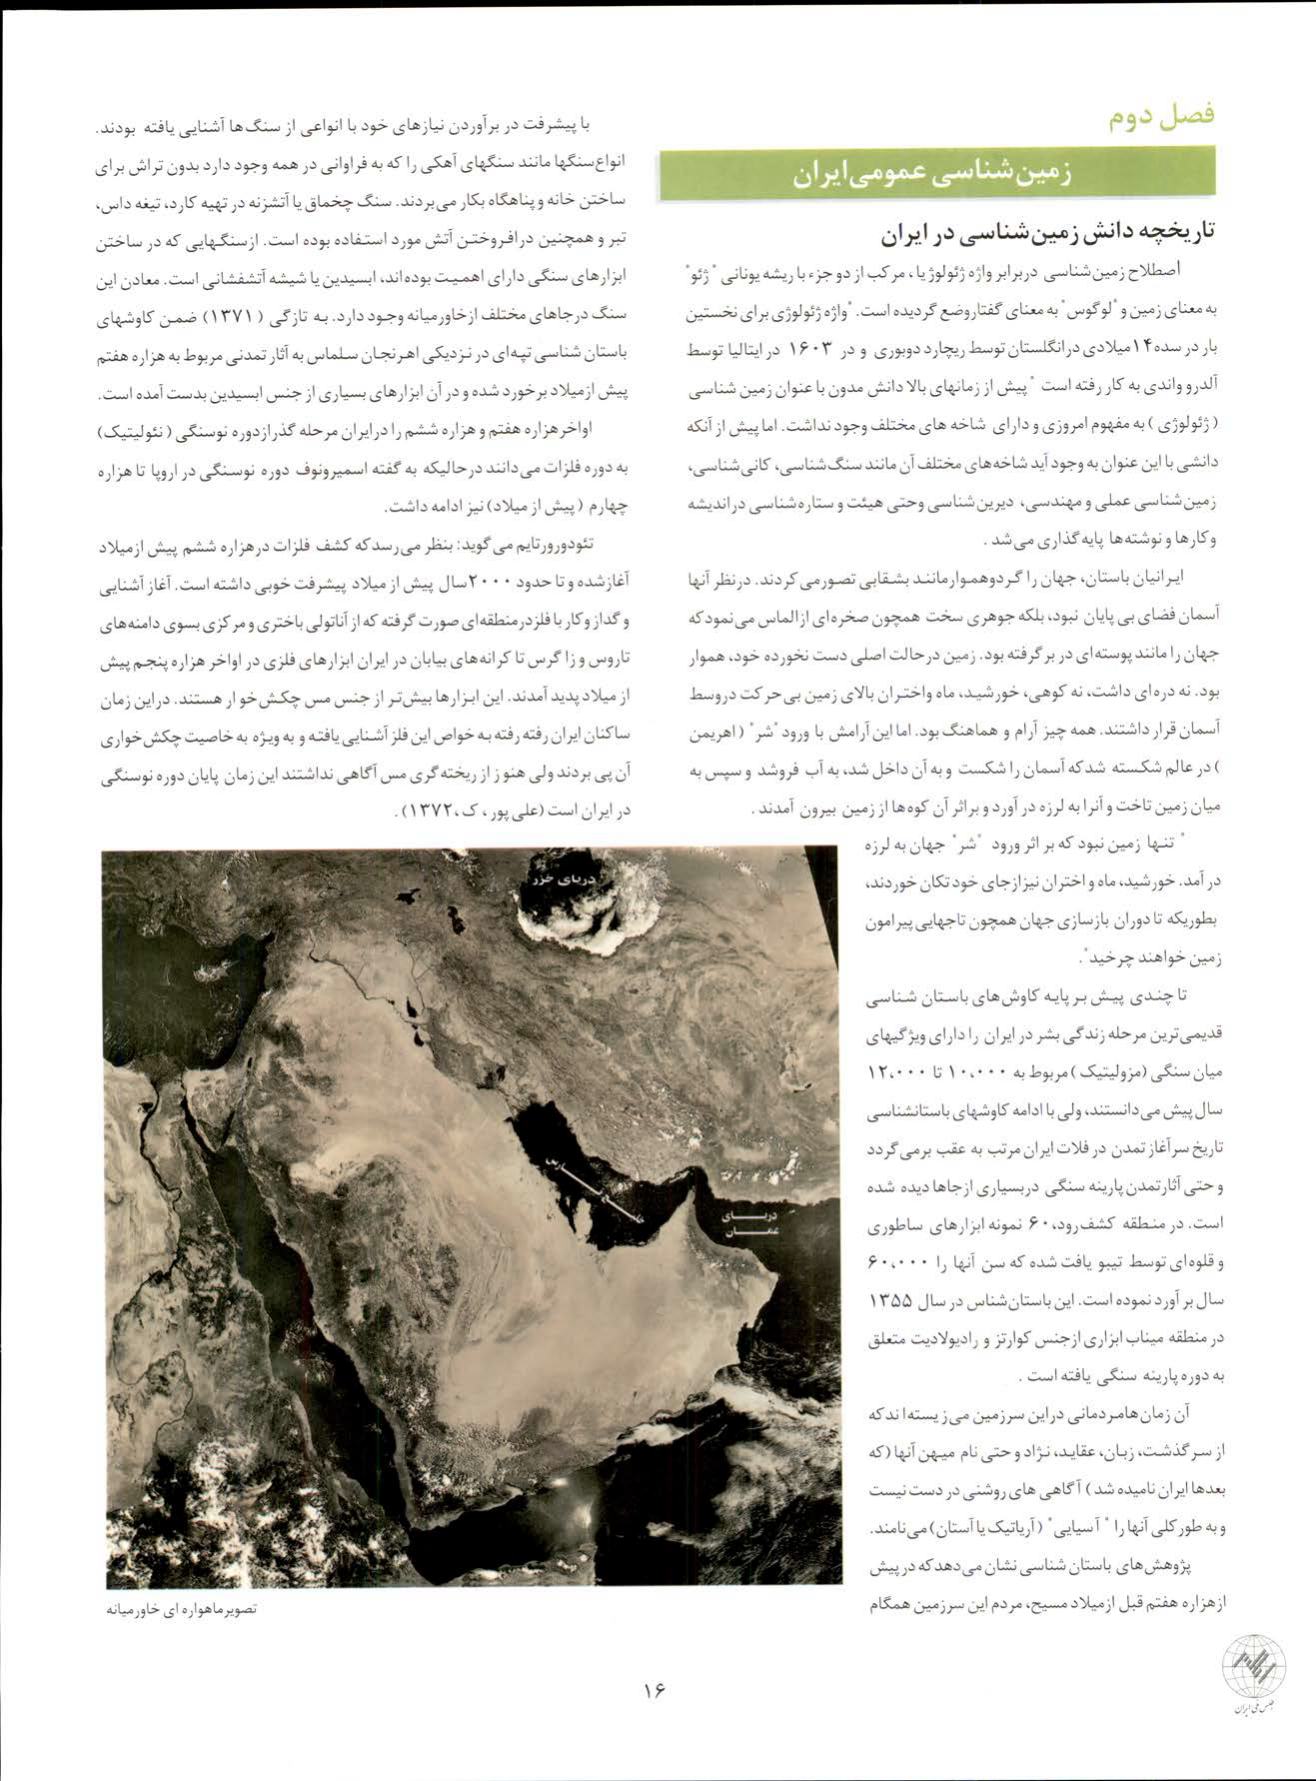 فصل دوم
زمین‌شناسی عمومی ایران
تاریخچه دانش زمین‌شناسی در ایران
اصطلاح زمین‌شناسی دربرابر واژه ژئولوژیا، مرکب از دو جزء با ریشه یونانی "ژئو"
به معنای زمین و "لوگوس" به معنای گفتاروضع گردیده است. "واژه ژئولوژی برای نخستین
بار در سده ۱۴میلادی درانگلستان توسط ریچارد دوبوری و در ۱۶۰۳ در ایتالیا توسط
آلدرو واندی به کار رفته است "پیش از زمانهای بالا دانش مدون با عنوان زمین شناسی
(ژئولوژی) به مفهوم امروزی و دارای شاخه های مختلف وجود نداشت. اما پیش از آنکه
دانشی با این عنوان به وجود آید شاخه‌های مختلف آن مانند سنگ‌شناسی، کانی‌شناسی،
زمین‌شناسی عملی و مهندسی، دیرین‌شناسی وحتی هیئت و ستاره‌شناسی دراندیشه
وکارها و نوشته‌ها پایه‌گذاری می‌شد.
ایرانیان باستان، جهان را گردوهموارمانند بشقابی تصورمی‌کردند. درنظر آنها
آسمان فضای بی پایان نبود، بلکه جوهری سخت همچون صخره‌ای ازالماس می‌نمودکه
جهان را مانند پوسته‌ای در برگرفته بود. زمین درحالت اصلی دست نخورده خود، هموار
بود. نه دره‌ای داشت، نه کوهی، خورشید، ماه واختران بالای زمین بی‌حرکت دروسط
آسمان قرار داشتند. همه چیز آرام و هماهنگ بود. اما این آرامش با ورود "شر" (اهریمن
) در عالم شکسته شدکه آسمان را شکست و به آن داخل شد، به آب فروشد و سپس به
میان زمین تاخت و آنرا به لرزه در آورد و براثر آن کوه‌ها از زمین بیرون آمدند.
"تنها زمین نبود که بر اثر ورود "شر" جهان به لرزه
در آمد. خورشید، ماه و اختران نیزازجای خودتکان خوردند،
بطوریکه تا دوران بازسازی جهان همچون تاجهایی پیرامون
زمین خواهند چرخید".
تا چندی پیش بر پایه کاوش‌های باستان شناسی
قدیمی‌ترین مرحله زندگی بشر در ایران را دارای ویژگیهای
میان سنگی (مزولیتیک) مربوط به ۱۰،۰۰۰ تا ۱۲،۰۰۰
سال پیش می‌دانستند، ولی با ادامه کاوشهای باستانشناسی
تاریخ سرآغاز تمدن در فلات ایران مرتب به عقب برمی‌گردد
و حتی آثارتمدن پارینه سنگی دربسیاری ازجاها دیده شده
است. در منطقه کشف‌رود، ۶۰ نمونه ابزارهای ساطوری
و قلوه‌ای توسط تیبو یافت شده که سن آنها را ۶۰،۰۰۰
سال برآورد نموده است. این باستان‌شناس در سال ۱۳۵۵
در منطقه میناب ابزاری ازجنس کوارتز و رادیولادیت متعلق
به دوره پارینه سنگی یافته است.
آن زمان‌هامردمانی دراین سرزمین می‌زیسته‌اندکه
از سرگذشت، زبان، عقاید، نژاد و حتی نام میهن آنها (که
بعدها ایران نامیده شد) آگاهی های روشنی در دست نیست
و به طورکلی آنها را "آسیایی" (آریاتیک یا آستان) می‌نامند.
پژوهش‌های باستان شناسی نشان می‌دهدکه در پیش
ازهزاره هفتم قبل ازمیلاد مسیح، مردم این سرزمین همگام
با پیشرفت در برآوردن نیازهای خود با انواعی از سنگ‌ها آشنایی یافته بودند.
انواع‌سنگها مانند سنگهای آهکی را که به فراوانی در همه وجود دارد بدون تراش برای
ساختن خانه و پناهگاه بکار می‌بردند. سنگ چخماق یا آتشزنه در تهیه کارد، تیغه داس،
تبر و همچنین درافروختن آتش مورد استفاده بوده است. ازسنگهایی که در ساختن
ابزارهای سنگی دارای اهمیت بوده‌اند، ابسیدین یا شیشه آتشفشانی است. معادن این
سنگ درجاهای مختلف ازخاورمیانه وجود دارد. به تازگی (۱۳۷۱) ضمن کاوشهای
باستان شناسی تپه‌ای در نزدیکی اهرنجان سلماس به آثار تمدنی مربوط به هزاره هفتم
پیش ازمیلاد برخورد شده و در آن ابزارهای بسیاری از جنس ابسیدین بدست آمده است.
اواخرهزاره هفتم و هزاره ششم را درایران مرحله گذرازدوره نوسنگی (نئولیتیک)
به دوره فلزات می‌دانند درحالیکه به گفته اسمیرونوف دوره نوسنگی در اروپا تا هزاره
چهارم (پیش از میلاد) نیز ادامه داشت.
تئودورورتایم می‌گوید: بنظر می‌رسدکه کشف فلزات درهزاره ششم پیش ازمیلاد
آغازشده و تا حدود ۲۰۰۰سال پیش از میلاد پیشرفت خوبی داشته است. آغاز آشنایی
و گداز وکار با فلزدرمنطقه‌ای صورت گرفته که از آناتولی باختری و مرکزی بسوی دامنه‌های
تاروس و زاگرس تا کرانه‌های بیابان در ایران ابزارهای فلزی در اواخر هزاره پنجم پیش
از میلاد پدید آمدند. این ابزارها بیش‌تر از جنس مس چکش‌خوار هستند. دراین زمان
ساکنان ایران رفته رفته به خواص این فلز آشنایی یافته و به ویژه به خاصیت چکش‌خواری
آن پی بردند ولی هنوز از ریخته‌گری مس آگاهی نداشتند این زمان پایان دوره نوسنگی
در ایران است (علی پور، ک، ۱۳۷۲).
دریای خزر
فارس
دریـــای
عمــان
تصویرماهواره ای خاورمیانه
۱۶